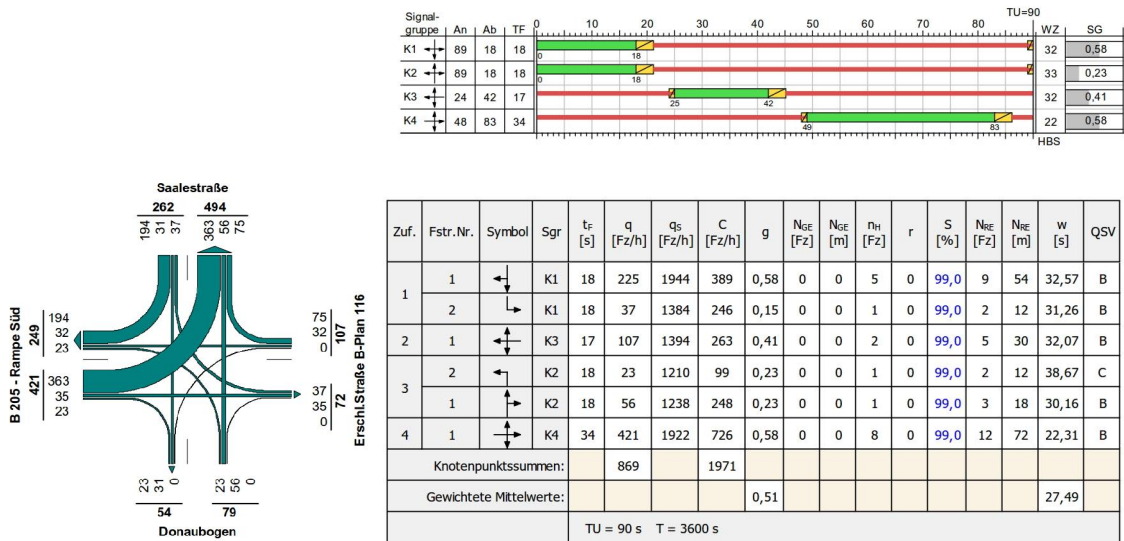 Signal-
gruppe An Ab TF 0 10 20 30 40 50 60 70 80 TU=90 WZ SG
K1 89 18 18 0 18 32 0,58
K2 89 18 18 0 18 33 0,23
K3 24 42 17 25 42 32 0,41
K4 48 83 34 49 83 22 0,58
0 10 20 30 40 50 60 70 80 HBS
Saalestraße
262 494
194 31 37 363 56 75
B 205 - Rampe Süd
249 194 32 23
421 363 35 23
75 32 0 107
37 35 0 72
Erschl.Straße B-Plan 116
23 31 0 23 56 0
54 79
Donaubogen
Zuf. Fstr.Nr. Symbol Sgr tF [s] q [Fz/h] qS [Fz/h] C [Fz/h] g NGE [Fz] NGE [m] nH [Fz] r S [%] NRE [Fz] NRE [m] w [s] QSV
1 1 K1 18 225 1944 389 0,58 0 0 5 0 99,0 9 54 32,57 B
2 K1 18 37 1384 246 0,15 0 0 1 0 99,0 2 12 31,26 B
2 1 K3 17 107 1394 263 0,41 0 0 2 0 99,0 5 30 32,07 B
3 2 K2 18 23 1210 99 0,23 0 0 1 0 99,0 2 12 38,67 C
1 K2 18 56 1238 248 0,23 0 0 1 0 99,0 3 18 30,16 B
4 1 K4 34 421 1922 726 0,58 0 0 8 0 99,0 12 72 22,31 B
Knotenpunktssummen: 869 1971
Gewichtete Mittelwerte: 0,51 27,49
TU = 90 s T = 3600 s